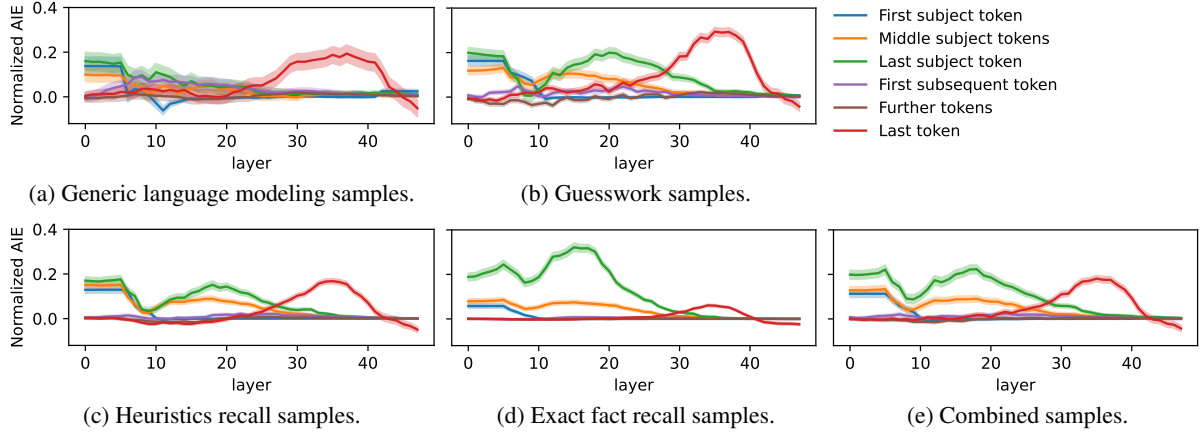 Normalized AIE
0.4
0.2
0.0
0 10 20 30 40
layer
(a) Generic language modeling samples.
0 10 20 30 40
layer
(b) Guesswork samples.
First subject token
Middle subject tokens
Last subject token
First subsequent token
Further tokens
Last token
Normalized AIE
0.4
0.2
0.0
0 10 20 30 40
layer
(c) Heuristics recall samples.
0 10 20 30 40
layer
(d) Exact fact recall samples.
0 10 20 30 40
layer
(e) Combined samples.